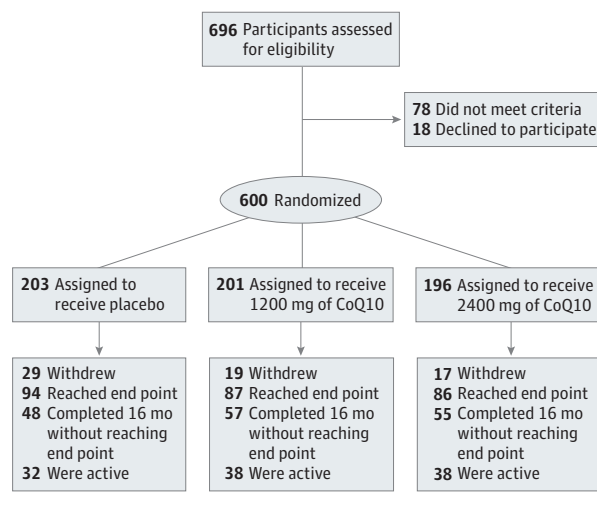 696 Participants assessed
for eligibility
78 Did not meet criteria
18 Declined to participate
600 Randomized
203 Assigned to
receive placebo
29 Withdrew
94 Reached end point
48 Completed 16 mo
without reaching
end point
32 Were active
201 Assigned to receive
1200 mg of CoQ10
19 Withdrew
87 Reached end point
57 Completed 16 mo
without reaching
end point
38 Were active
196 Assigned to receive
2400 mg of CoQ10
17 Withdrew
86 Reached end point
55 Completed 16 mo
without reaching
end point
38 Were active